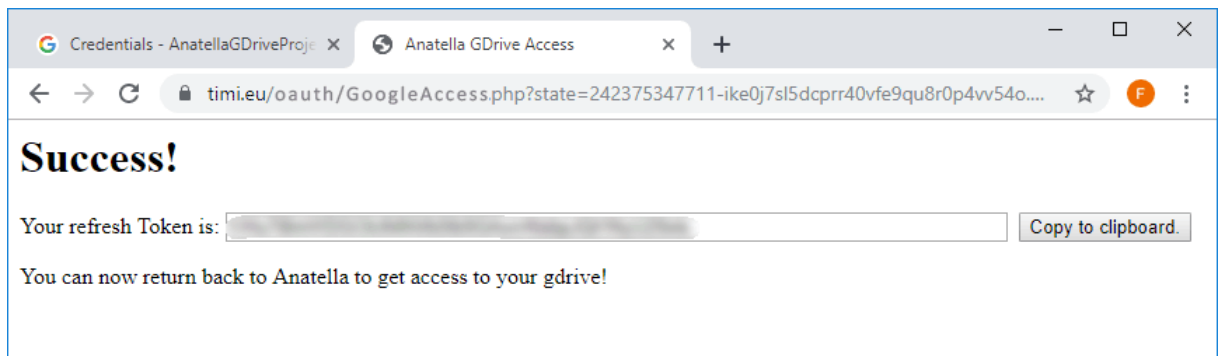 Credentials - AnatellaGDriveProje
Anatella GDrive Access
timi.eu/oauth/GoogleAccess.php?state=242375347711-ike0j7sl5dcprr40vfe9qu8r0p4vv54o....
F
Success!
Your refresh Token is: Copy to clipboard.
You can now return back to Anatella to get access to your gdrive!